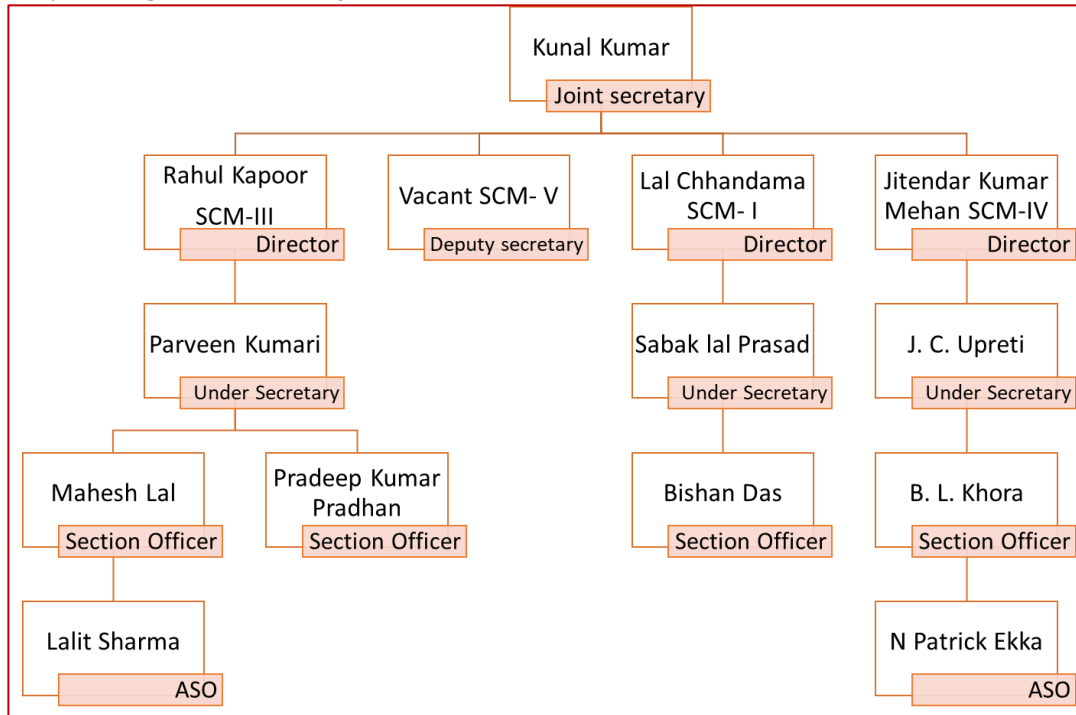 Kunal Kumar
Joint secretary
Rahul Kapoor
SCM-III
Director
Vacant SCM- V
Deputy secretary
Lal Chhandama
SCM- I
Director
Jitendar Kumar
Mehan SCM-IV
Director
Parveen Kumari
Under Secretary
Sabak lal Prasad
Under Secretary
J. C. Upreti
Under Secretary
Mahesh Lal
Section Officer
Pradeep Kumar
Pradhan
Section Officer
Bishan Das
Section Officer
B. L. Khora
Section Officer
Lalit Sharma
ASO
N Patrick Ekka
ASO